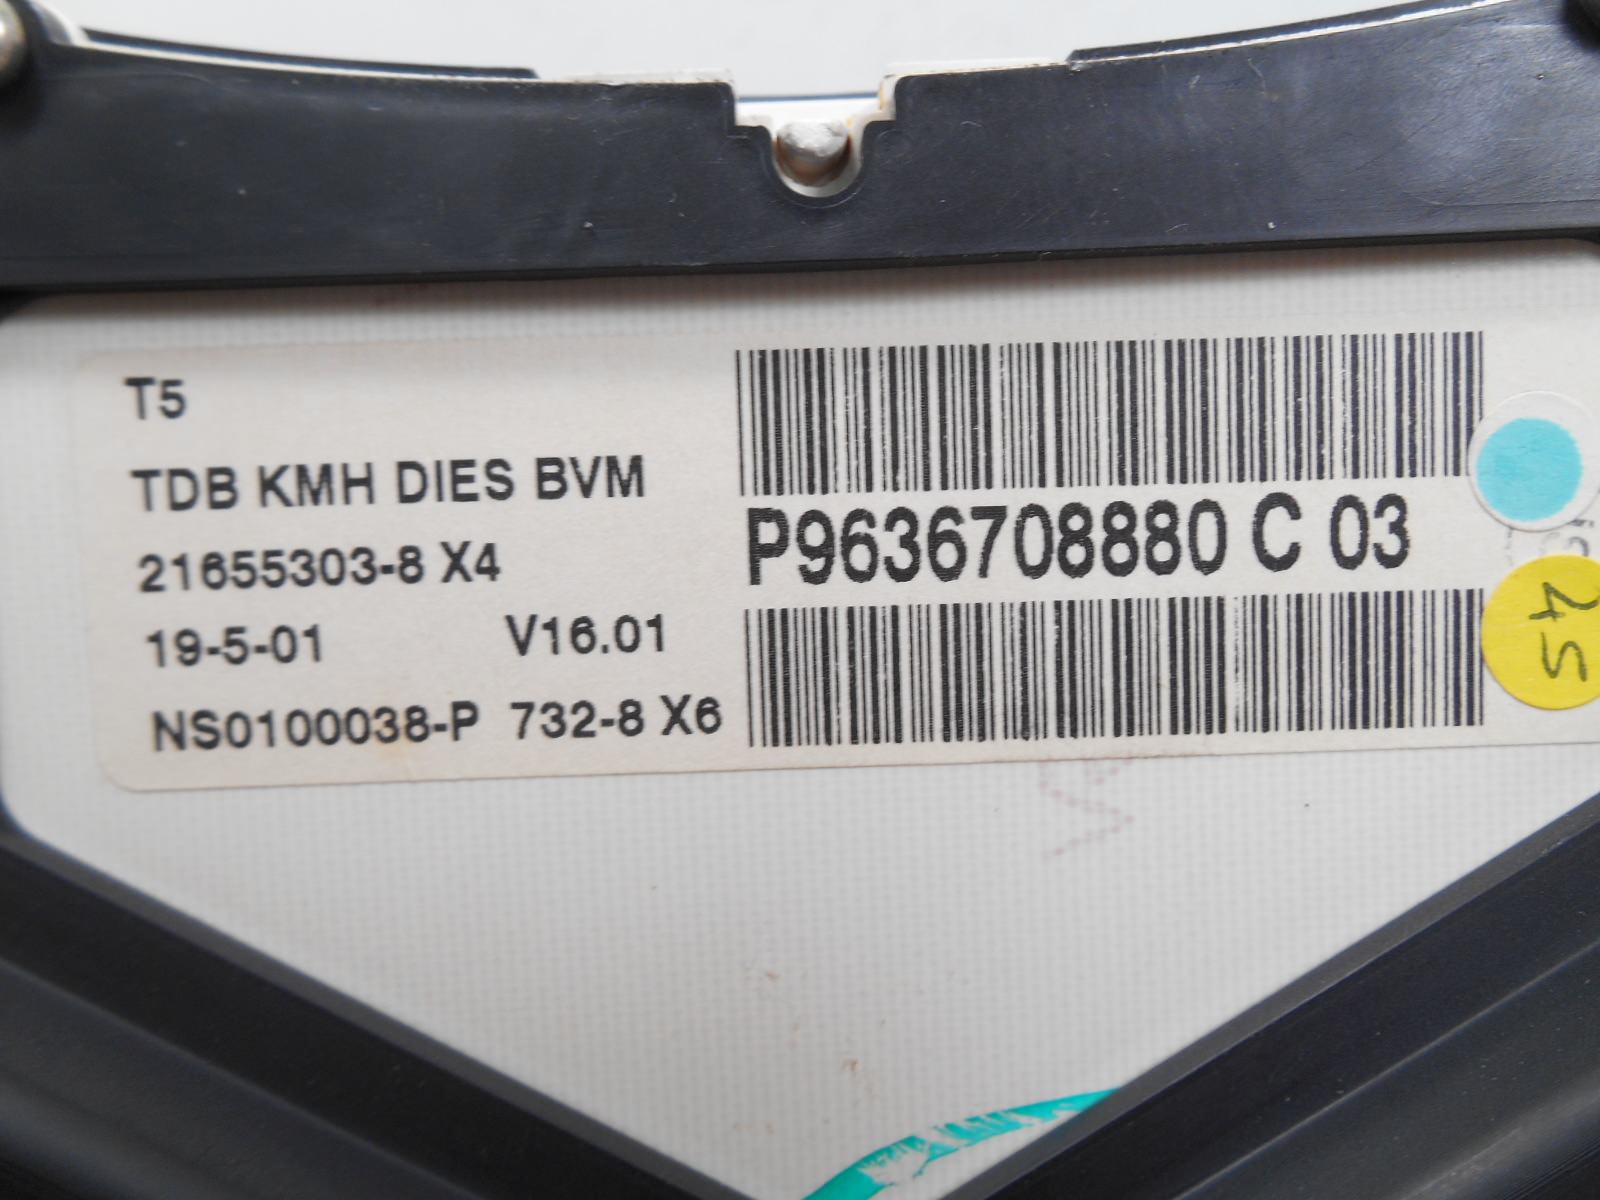 T5
TDB KMH DIES BVM
21655303-8 X4
19-5-01 V16.01
NS0100038-P 732-8 X6
P9636708880 C 03